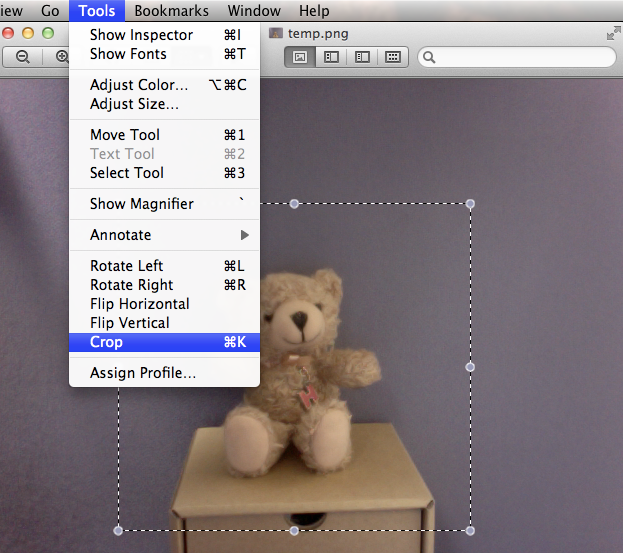 iew Go Tools Bookmarks Window Help
temp.png
Show Inspector ⌘I
Show Fonts ⌘T
Adjust Color... ⌥⌘C
Adjust Size...
Move Tool ⌘1
Text Tool ⌘2
Select Tool ⌘3
Show Magnifier `
Annotate
Rotate Left ⌘L
Rotate Right ⌘R
Flip Horizontal
Flip Vertical
Crop ⌘K
Assign Profile...
H